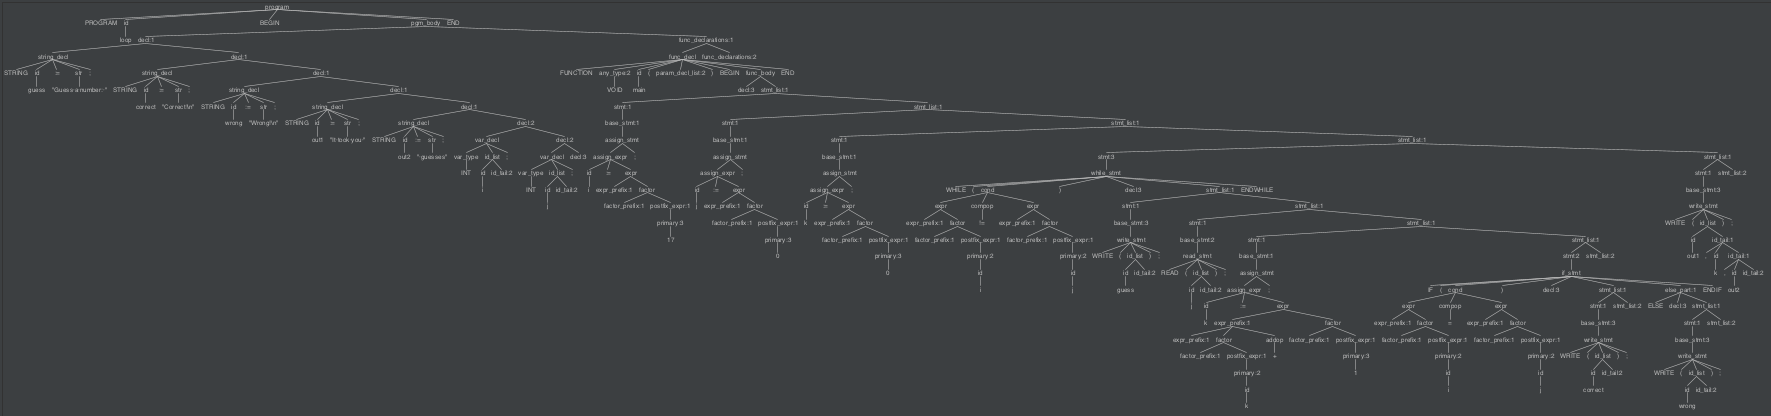 program
PROGRAM id BEGIN pgm_body END
loop decl:1 func_declarations:1
string_decl decl:1 func_decl func_declarations:2
STRING id := str ; string_decl decl:1 FUNCTION any_type:2 id ( param_decl_list:2 ) BEGIN func_body END
guess "Guess-a-number:-" STRING id := str ; string_decl decl:1 VOID main decl:3 stmt_list:1
correct "Correct!\n" STRING id := str ; string_decl decl:1 stmt:1 stmt_list:1
wrong "Wrong!\n" STRING id := str ; string_decl decl:2 base_stmt:1 stmt:1 stmt_list:1
out1 "it-took-you-" STRING id := str ; var_decl decl:2 assign_stmt base_stmt:1 stmt:1 stmt_list:1
out2 "-guesses" var_type id_list ; var_decl decl:3 assign_expr ; assign_stmt base_stmt:1 stmt:3 stmt_list:1
INT id id_tail:2 var_type id_list ; id := expr assign_expr ; assign_stmt while_stmt stmt:1 stmt_list:2
i INT id id_tail:2 i expr_prefix:1 factor id := expr assign_expr ; WHILE ( cond ) decl:3 stmt_list:1 ENDWHILE base_stmt:3
factor_prefix:1 postfix_expr:1 expr_prefix:1 factor id := expr expr compop expr stmt:1 stmt_list:1 write_stmt
primary:3 factor_prefix:1 postfix_expr:1 k expr_prefix:1 factor expr_prefix:1 factor != expr_prefix:1 factor base_stmt:3 stmt:1 stmt_list:1 WRITE ( id_list ) ;
17 primary:3 factor_prefix:1 postfix_expr:1 factor_prefix:1 postfix_expr:1 factor_prefix:1 postfix_expr:1 write_stmt base_stmt:2 stmt:1 stmt_list:1 id id_tail:1
0 primary:3 primary:2 primary:2 WRITE ( id_list ) ; read_stmt base_stmt:1 stmt:2 stmt_list:2 out1 , id id_tail:1
0 id id id id_tail:2 READ ( id_list ) ; assign_stmt if_stmt k , id id_tail:2
i j guess id id_tail:2 assign_expr ; IF ( cond ) decl:3 stmt_list:1 else_part:1 ENDIF out2
j id := expr expr compop expr stmt:1 stmt_list:2 ELSE decl:3 stmt_list:1
k expr_prefix:1 factor expr_prefix:1 factor = expr_prefix:1 factor base_stmt:3 stmt:1 stmt_list:2
expr_prefix:1 factor addop factor_prefix:1 postfix_expr:1 factor_prefix:1 postfix_expr:1 factor_prefix:1 postfix_expr:1 write_stmt base_stmt:3
factor_prefix:1 postfix_expr:1 + primary:3 primary:2 primary:2 WRITE ( id_list ) ; write_stmt
primary:2 1 id id id id_tail:2 WRITE ( id_list ) ;
id i j correct id id_tail:2
k wrong